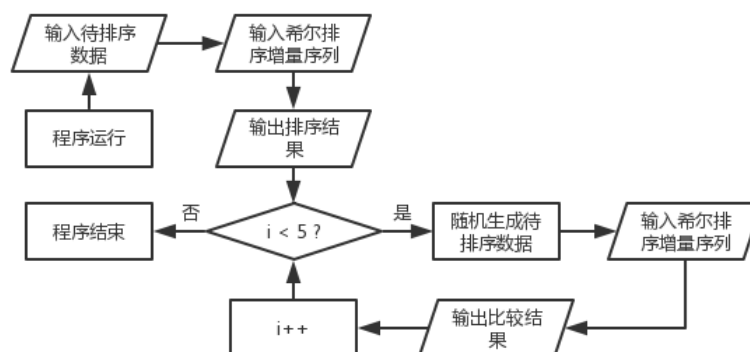 输入待排序
数据
输入希尔排
序增量序列
程序运行
输出排序结
果
否
是
程序结束
i < 5 ?
随机生成待
排序数据
输入希尔排
序增量序列
i++
输出比较结
果